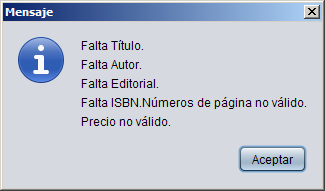 Mensaje
Falta Título.
Falta Autor.
Falta Editorial.
Falta ISBN.Números de página no válido.
Precio no válido.
Aceptar